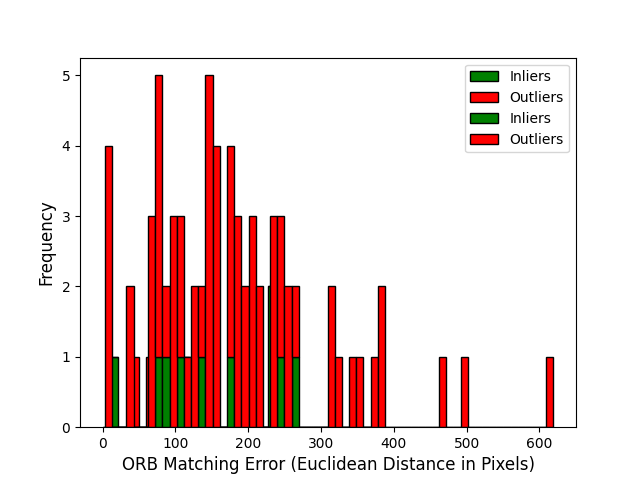 Inliers
Outliers
Inliers
Outliers
5
4
3
2
1
0
Frequency
0 100 200 300 400 500 600
ORB Matching Error (Euclidean Distance in Pixels)